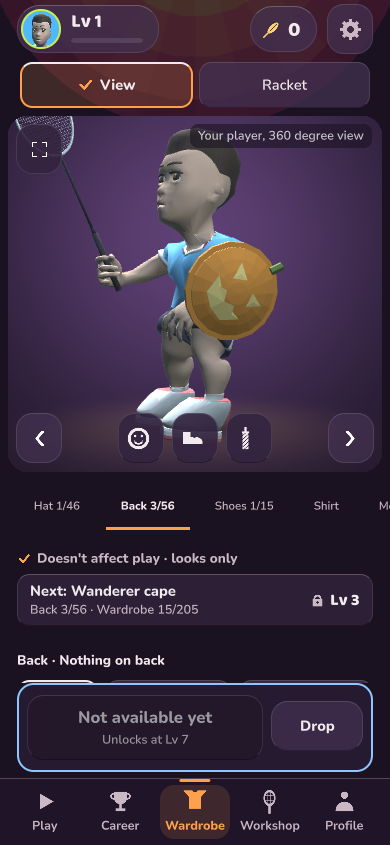 Lv 1
0
View
Racket
Your player, 360 degree view
Hat 1/46
Back 3/56
Shoes 1/15
Shirt
Doesn't affect play · looks only
Next: Wanderer cape
Back 3/56 · Wardrobe 15/205
Lv 3
Back · Nothing on back
Not available yet
Unlocks at Lv 7
Drop
Play
Career
Wardrobe
Workshop
Profile